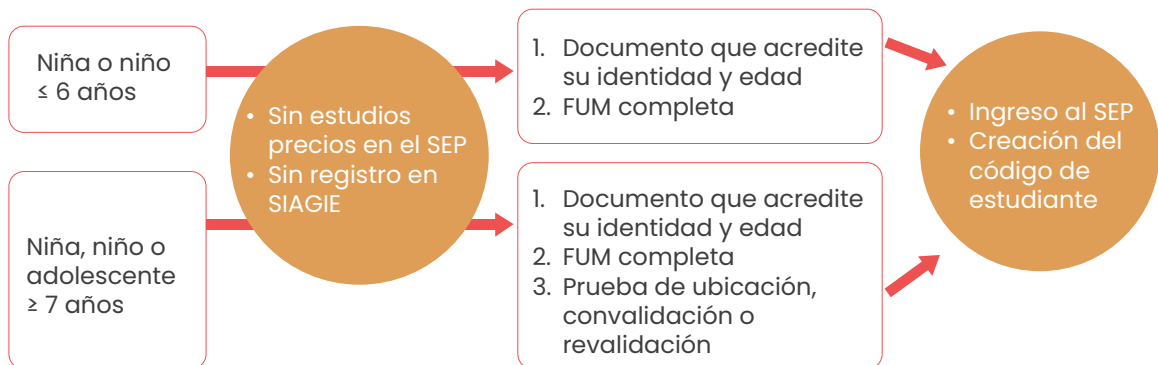 Niña o niño
≤ 6 años
• Sin estudios
precios en el SEP
• Sin registro en
SIAGIE
1. Documento que acredite
su identidad y edad
2. FUM completa
• Ingreso al SEP
• Creación del
código de
estudiante
Niña, niño o
adolescente
≥ 7 años
1. Documento que acredite
su identidad y edad
2. FUM completa
3. Prueba de ubicación,
convalidación o
revalidación